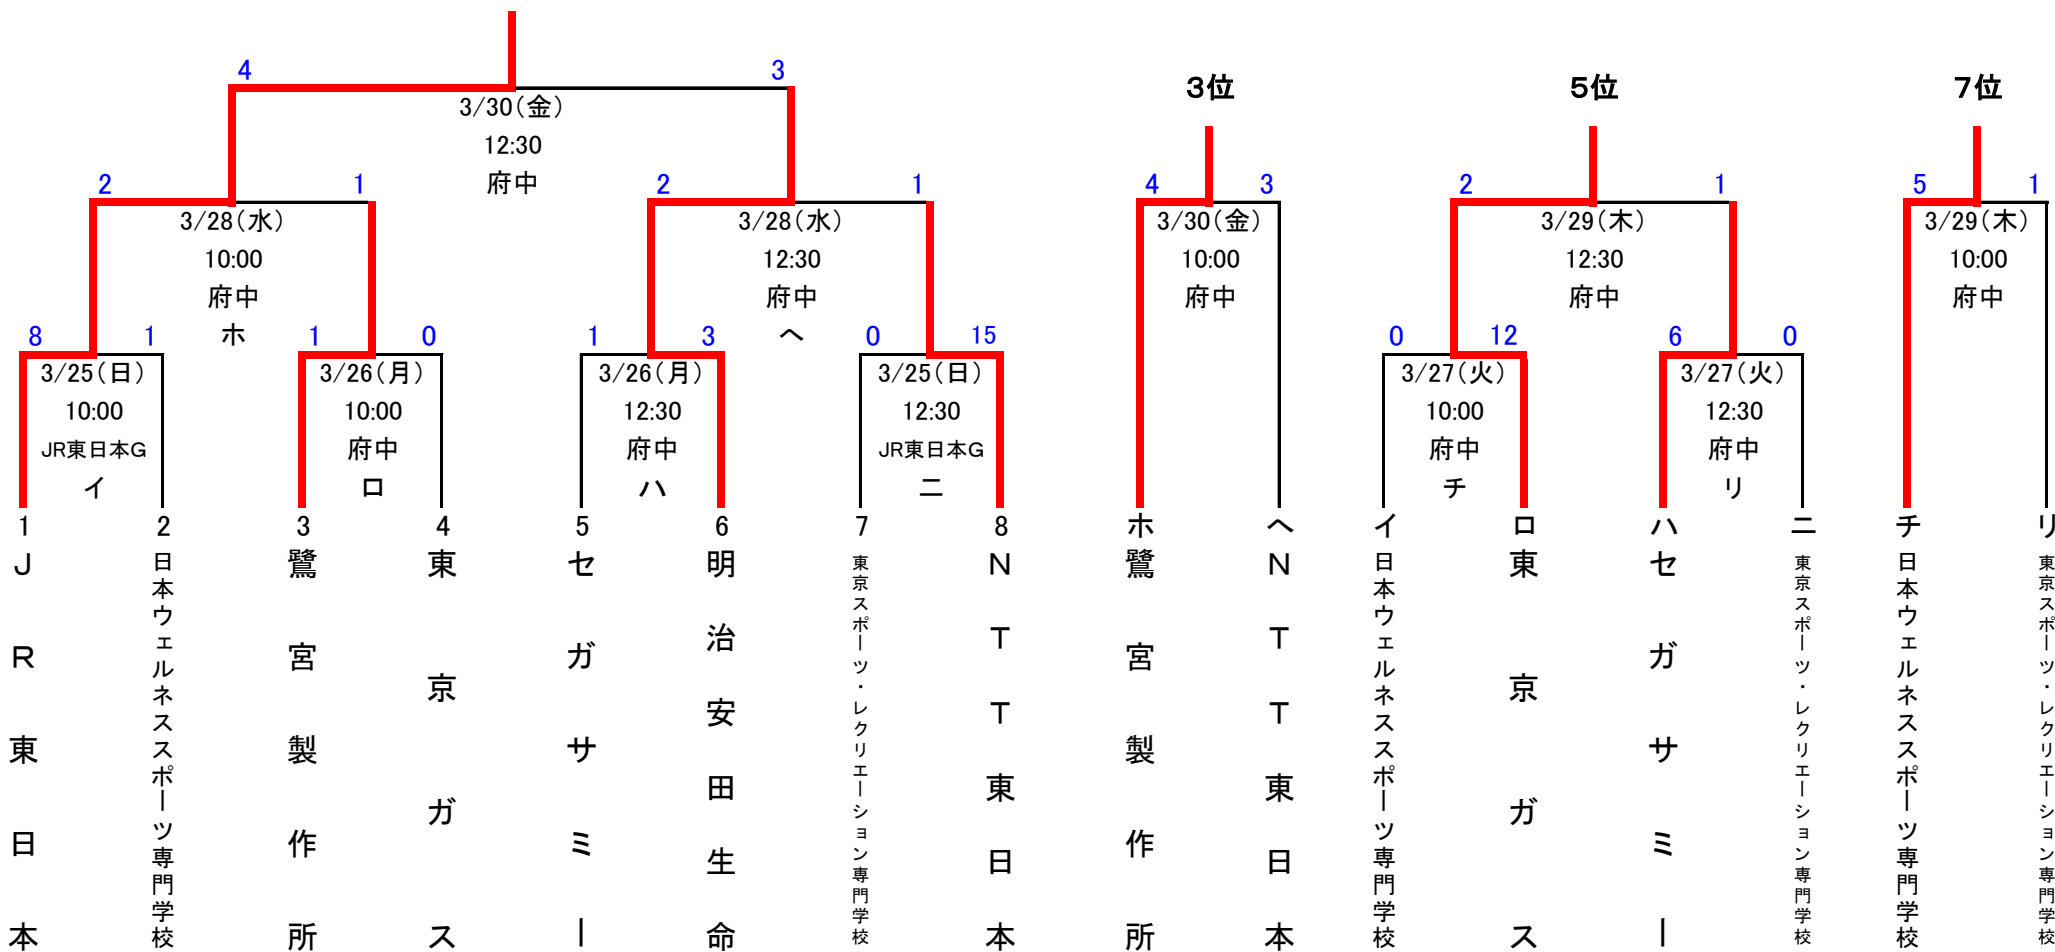 4 3
3/30(金)
12:30
府中
3位 5位 7位
2 1 2 1 4 3 2 1 5 1
3/28(水) 3/28(水) 3/30(金) 3/29(木) 3/29(木)
10:00 12:30 10:00 12:30 10:00
府中 府中 府中 府中 府中
ホ ヘ
8 1 1 0 1 3 0 15 0 12 6 0
3/25(日) 3/26(月) 3/26(月) 3/25(日) 3/27(火) 3/27(火)
10:00 10:00 12:30 12:30 10:00 12:30
JR東日本G 府中 府中 JR東日本G 府中 府中
イ ロ ハ ニ チ リ
1 2 3 4 5 6 7 8 ホ ヘ イ ロ ハ ニ チ リ
JR東日本
日本ウェルネススポーツ専門学校
鷺宮製作所
東京ガス
セガサミー
明治安田生命
東京スポーツ・レクリエーション専門学校
NTT東日本
鷺宮製作所
NTT東日本
日本ウェルネススポーツ専門学校
東京ガス
セガサミー
東京スポーツ・レクリエーション専門学校
日本ウェルネススポーツ専門学校
東京スポーツ・レクリエーション専門学校